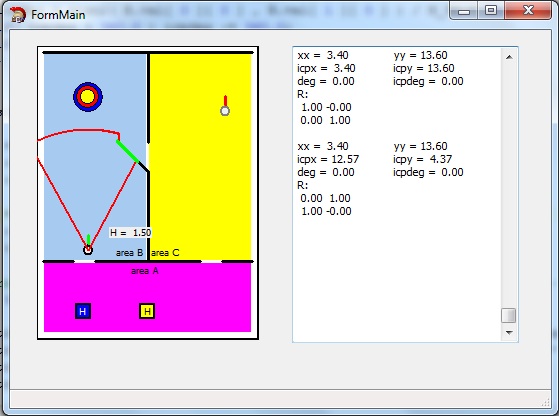 FormMain
xx = 3.40 yy = 13.60
icpx = 3.40 icpy = 13.60
deg = 0.00 icpdeg = 0.00
R:
1.00 -0.00
0.00 1.00
xx = 3.40 yy = 13.60
icpx = 12.57 icpy = 4.37
deg = 0.00 icpdeg = 0.00
R:
0.00 1.00
1.00 -0.00
H = 1.50
area B area C
area A
H H